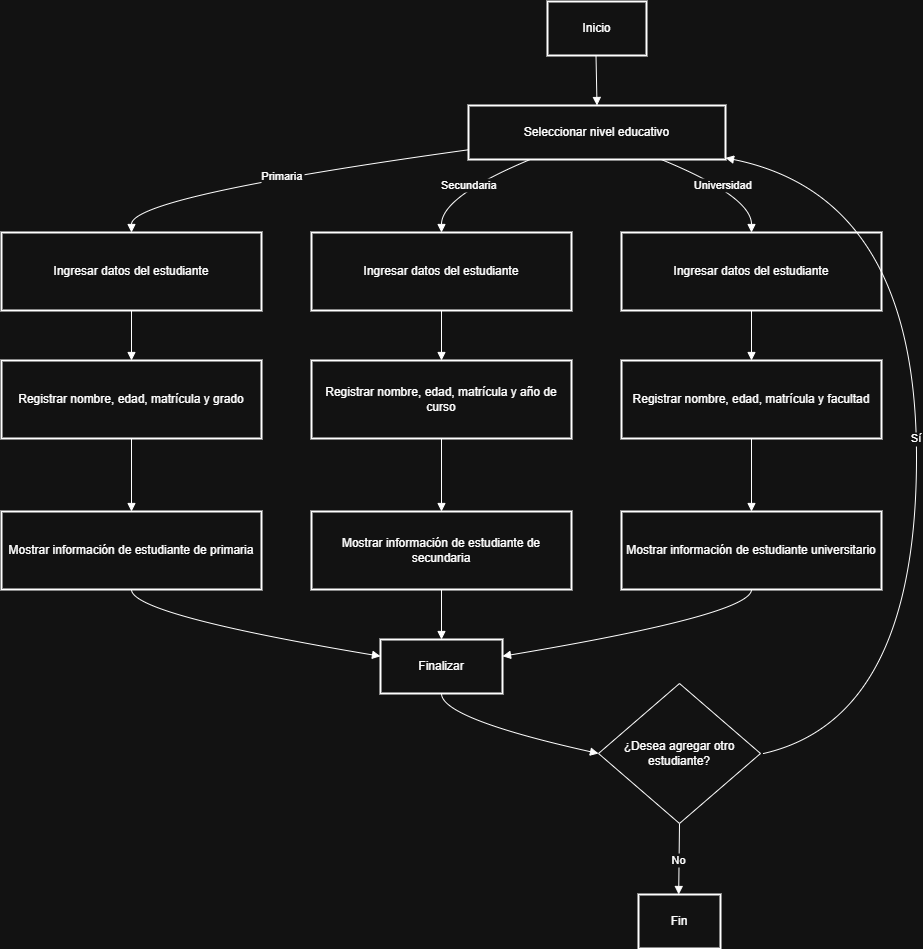 Inicio
Seleccionar nivel educativo
Primaria
Secundaria
Universidad
Ingresar datos del estudiante
Ingresar datos del estudiante
Ingresar datos del estudiante
Registrar nombre, edad, matrícula y grado
Registrar nombre, edad, matrícula y año de
curso
Registrar nombre, edad, matrícula y facultad
Sí
Mostrar información de estudiante de primaria
Mostrar información de estudiante de
secundaria
Mostrar información de estudiante universitario
Finalizar
¿Desea agregar otro
estudiante?
No
Fin